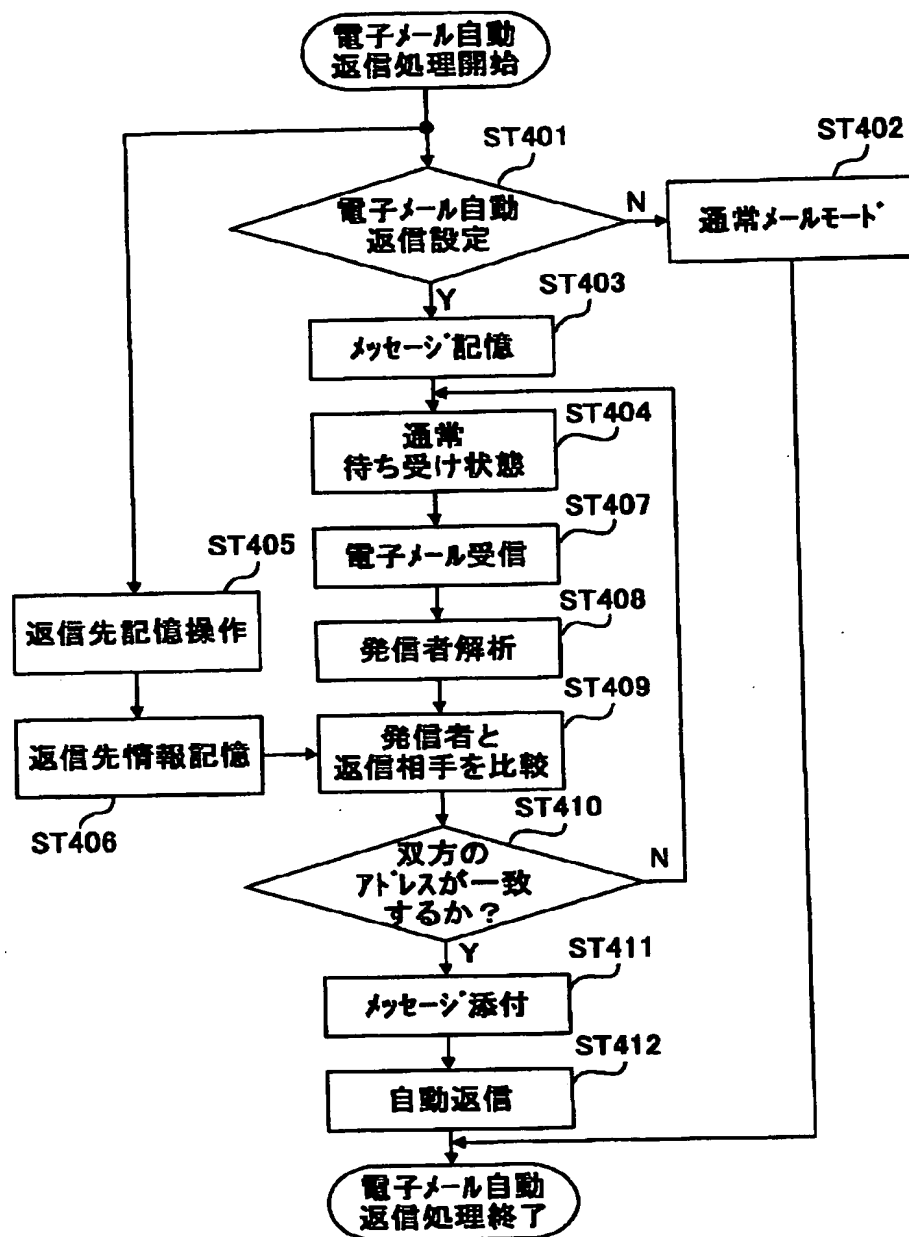 電子メール自動
返信処理開始
ST401
ST402
電子メール自動
返信設定
N
通常メールモード
Y
ST403
メッセージ記憶
ST404
通常
待ち受け状態
ST407
電子メール受信
ST405
返信先記憶操作
ST408
発信者解析
ST409
返信先情報記憶
発信者と
返信相手を比較
ST406
ST410
双方の
アドレスが一致
するか？
N
Y
ST411
メッセージ添付
ST412
自動返信
電子メール自動
返信処理終了